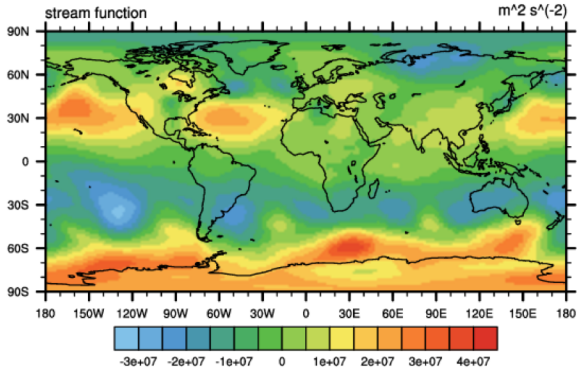 stream function
m^2 s^(-2)
90N
60N
30N
0
30S
60S
90S
180 150W 120W 90W 60W 30W 0 30E 60E 90E 120E 150E 180
-3e+07 -2e+07 -1e+07 0 1e+07 2e+07 3e+07 4e+07